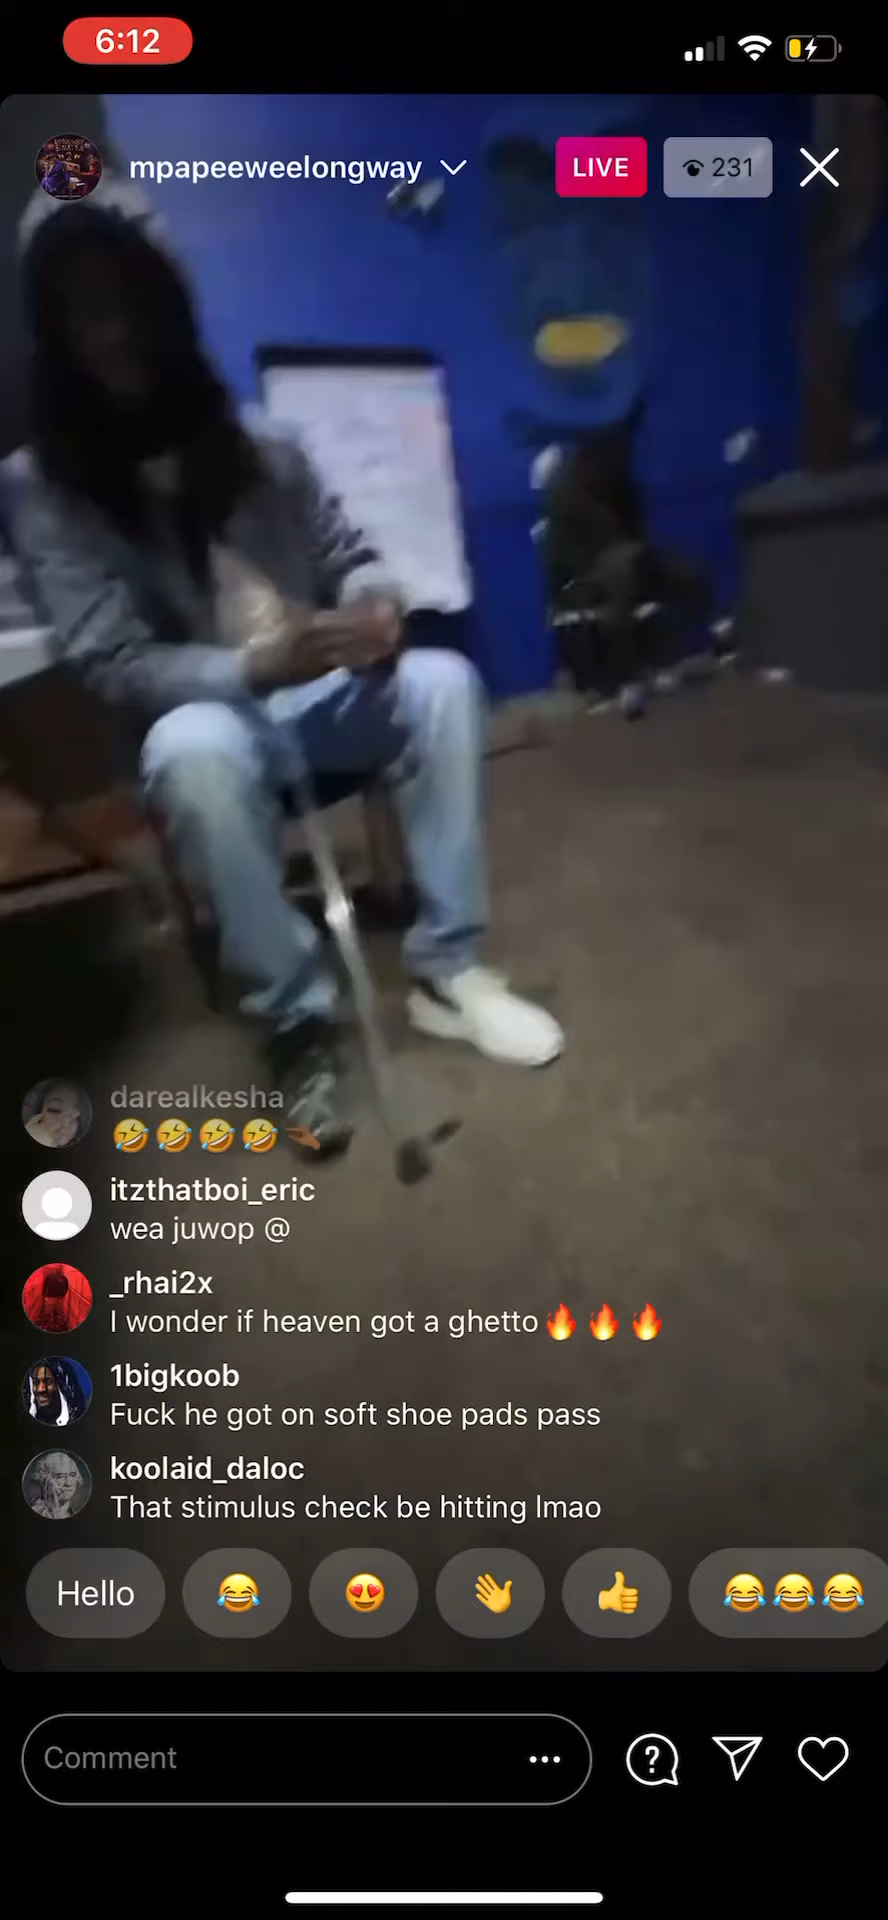 6:12
mpapeeweelongway
LIVE
231
darealkesha
🤣🤣🤣🤣
itzthatboi_eric
wea juwop @
_rhai2x
I wonder if heaven got a ghetto🔥🔥🔥
1bigkoob
Fuck he got on soft shoe pads pass
koolaid_daloc
That stimulus check be hitting lmao
Hello 😂 😍 👋 👍 😂😂😂
Comment